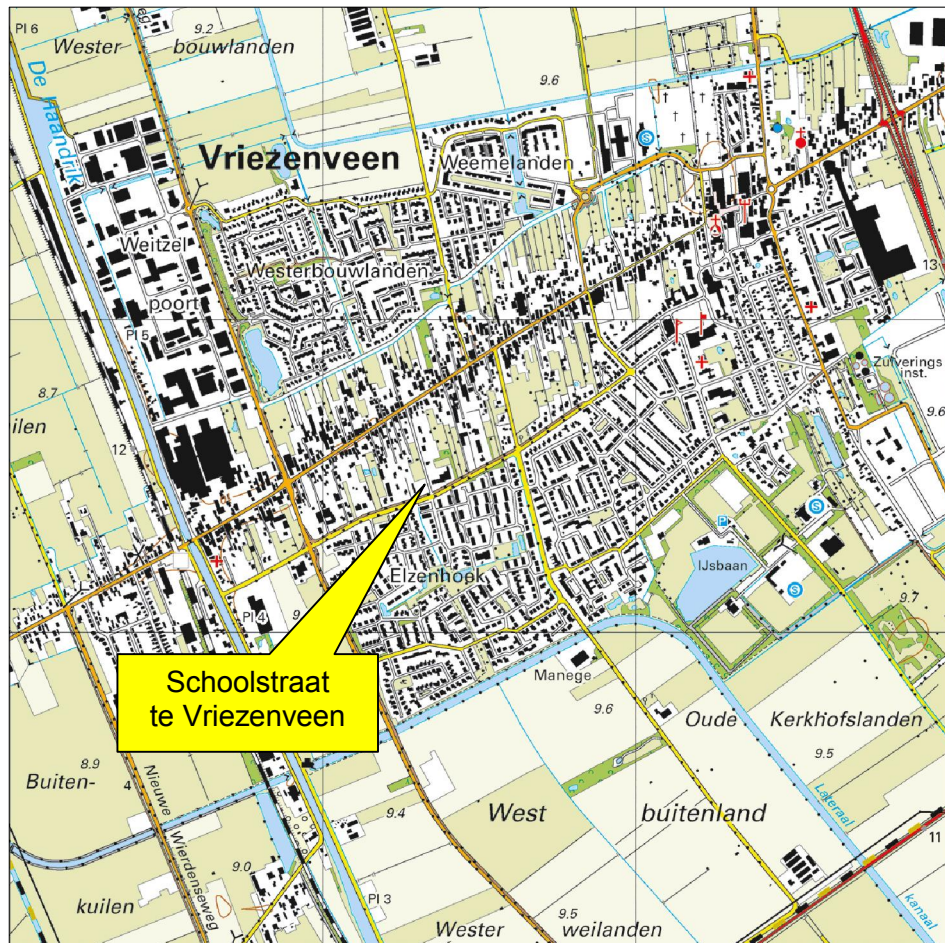 Pl 6
Wester
9.2
bouwlanden
9.6
De Haandrik
Vriezenveen
Weemelanden
S
Weitzel
poort
Westerbouwlanden
13
Pl 5
8.7
Zuiverings
inst.
9.6
ilen
12
P
S
IJsbaan
Elzenhoek
S
9.7
Pl 4
9.
Schoolstraat
te Vriezenveen
Manege
9.6
Oude
Kerkhofslanden
9.5
8.9
Buiten-
4
Nieuwe Wierdenseweg
9.4
West
buitenland
Lateraal
kanaal
11
9.0
kuilen
Pl 3
Wester
9.5
weilanden